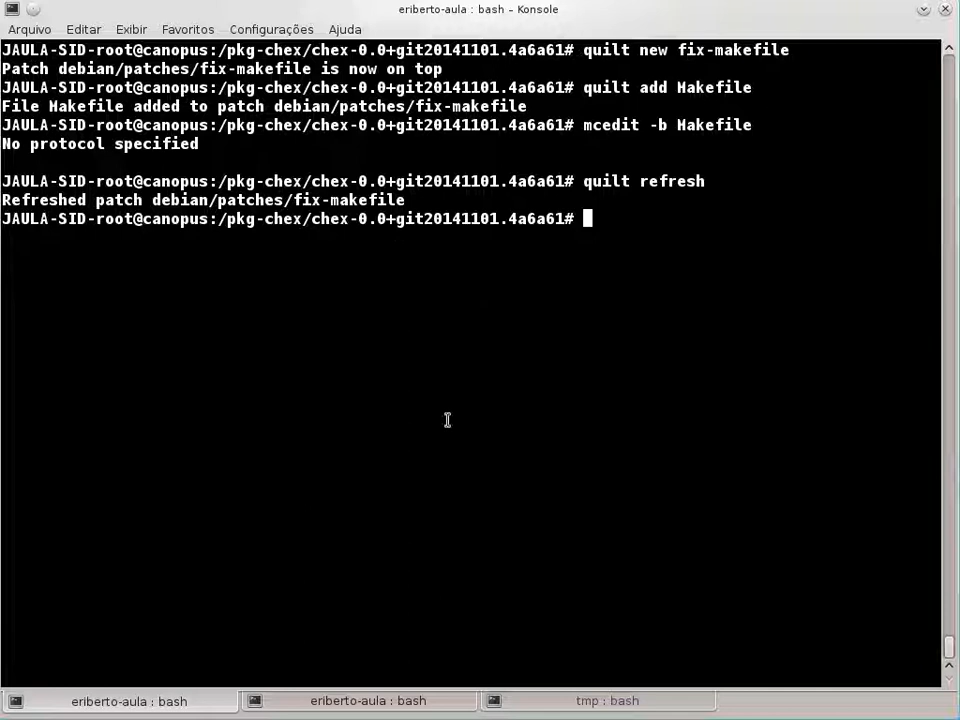 eriberto-aula : bash – Konsole
Arquivo Editar Exibir Favoritos Configurações Ajuda
JAULA-SID-root@canopus:/pkg-chex/chex-0.0+git20141101.4a6a61# quilt new fix-makefile
Patch debian/patches/fix-makefile is now on top
JAULA-SID-root@canopus:/pkg-chex/chex-0.0+git20141101.4a6a61# quilt add Makefile
File Makefile added to patch debian/patches/fix-makefile
JAULA-SID-root@canopus:/pkg-chex/chex-0.0+git20141101.4a6a61# mcedit -b Makefile
No protocol specified
JAULA-SID-root@canopus:/pkg-chex/chex-0.0+git20141101.4a6a61# quilt refresh
Refreshed patch debian/patches/fix-makefile
JAULA-SID-root@canopus:/pkg-chex/chex-0.0+git20141101.4a6a61#
eriberto-aula : bash eriberto-aula : bash tmp : bash